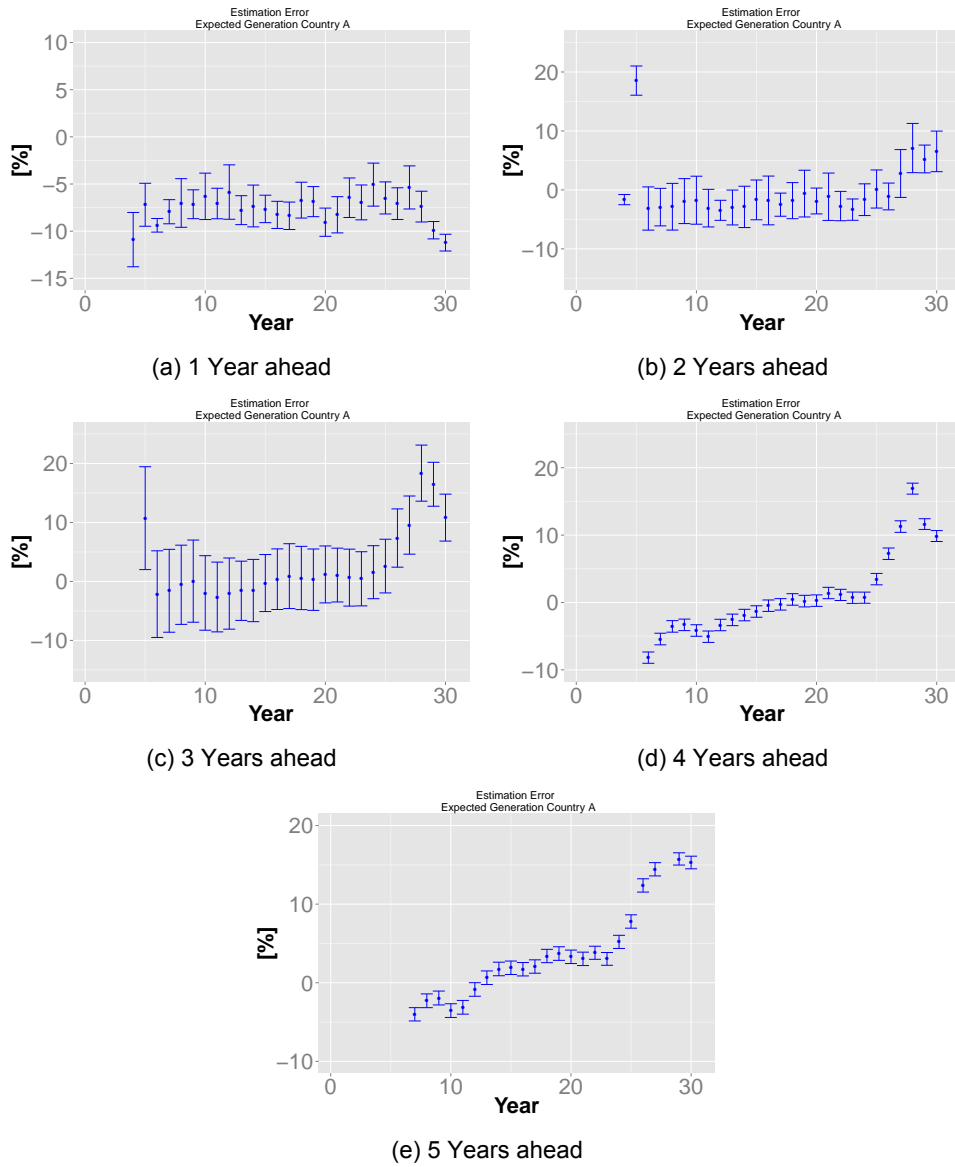 Estimation Error
Expected Generation Country A
10
5
0
−5
−10
−15
[%]
0 10 20 30
Year
(a) 1 Year ahead
Estimation Error
Expected Generation Country A
20
10
0
−10
[%]
0 10 20 30
Year
(b) 2 Years ahead
Estimation Error
Expected Generation Country A
20
10
0
−10
[%]
0 10 20 30
Year
(c) 3 Years ahead
Estimation Error
Expected Generation Country A
20
10
0
−10
[%]
0 10 20 30
Year
(d) 4 Years ahead
Estimation Error
Expected Generation Country A
20
10
0
−10
[%]
0 10 20 30
Year
(e) 5 Years ahead